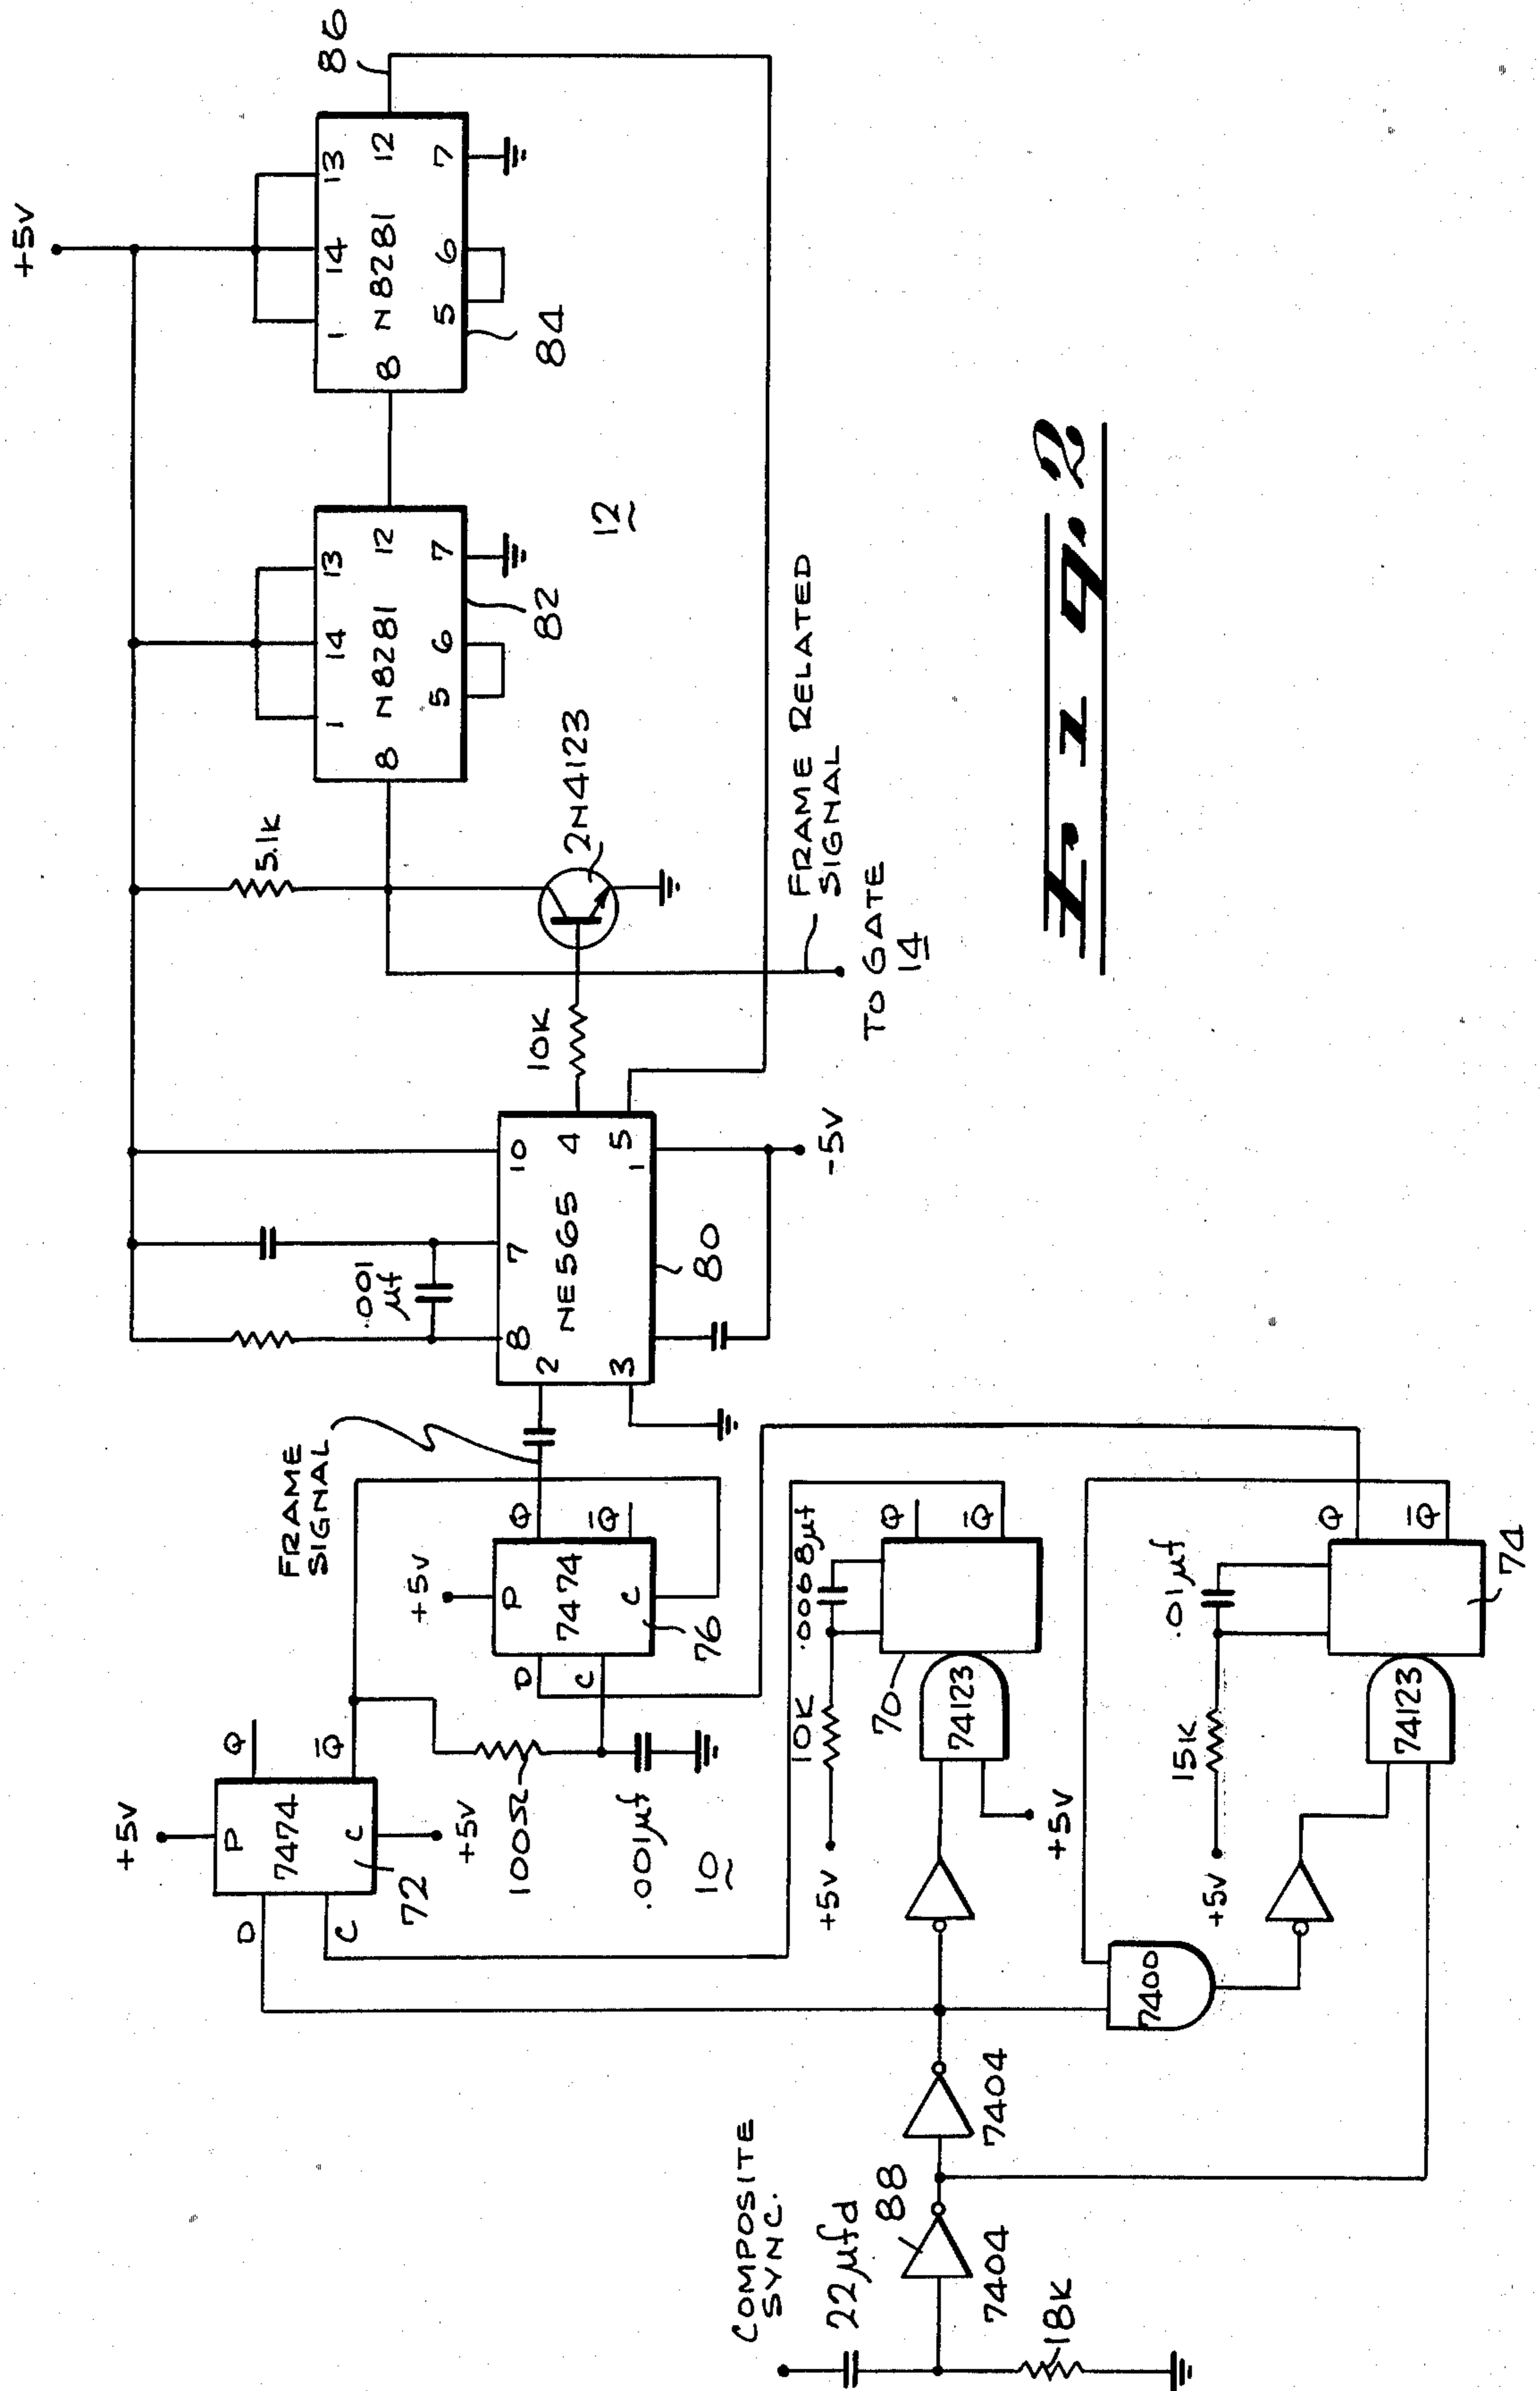 +5v
86
13
14
1
12
N8281
8
7
6
5
84
13
14
1
12
N8281
8
7
6
5
82
12
5.1K
2N4123
FRAME RELATED
SIGNAL
TO GATE
14
10K
10
7
8
4
5
1
NE565
2
3
80
.001
µf
-5v
FRAME
SIGNAL
+5v
P
7474
D
C
C
Q
Q̅
76
+5v
P
7474
D
C
C
Q
Q̅
72
+5v
100Ω
.001µf
10
10K
.0068µf
+5v
70
74123
Q
Q̅
+5v
15K
.01µf
+5v
74123
Q
Q̅
74
7400
7404
88
7404
COMPOSITE
SYNC.
22µfd
18K
Fig. 2